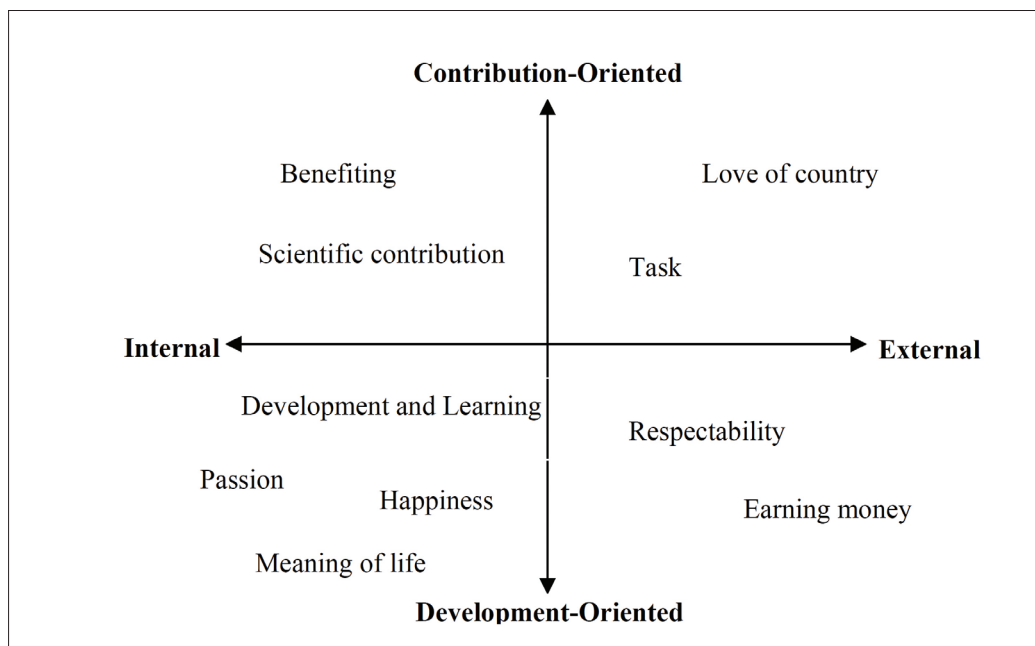 Contribution-Oriented
Benefiting
Love of country
Scientific contribution
Task
Internal
External
Development and Learning
Respectability
Passion
Happiness
Earning money
Meaning of life
Development-Oriented